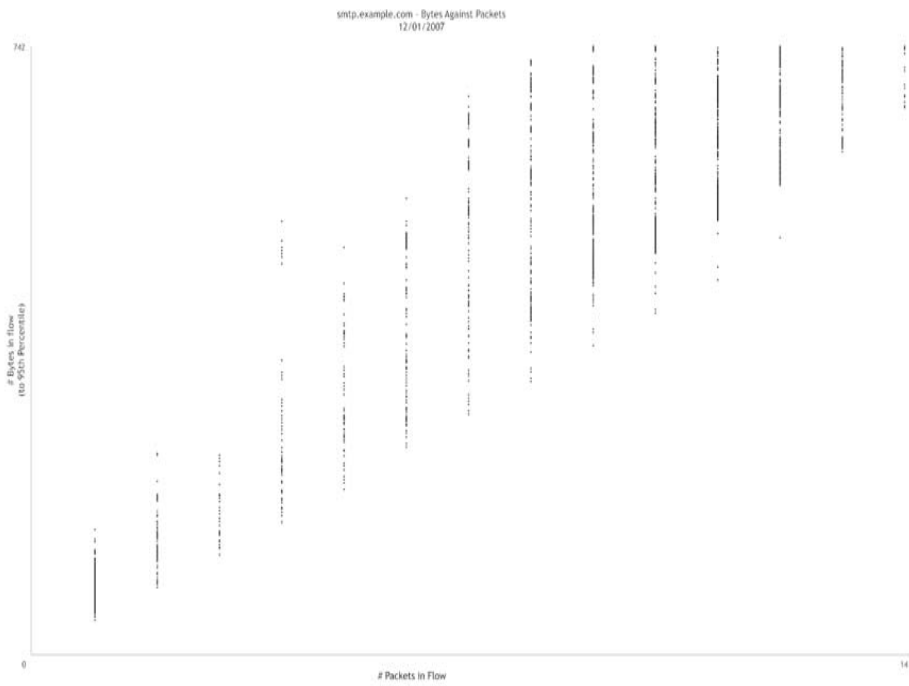 smtp.example.com - Bytes Against Packets
12/01/2007
742
# Bytes in flow
(to 95th Percentile)
0
14
# Packets in Flow